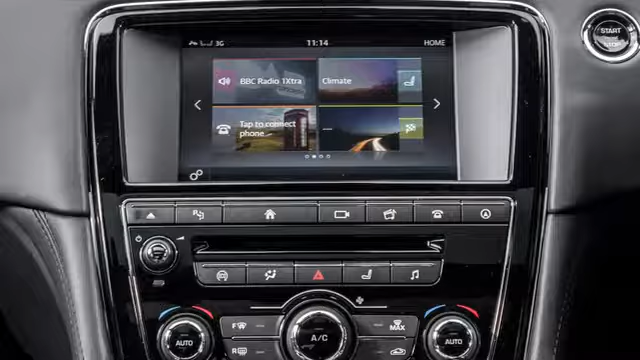 3G 11:14 HOME
BBC Radio 1Xtra Climate
Tap to connect
phone
START
STOP
A/C
MAX
F
R
AUTO AUTO